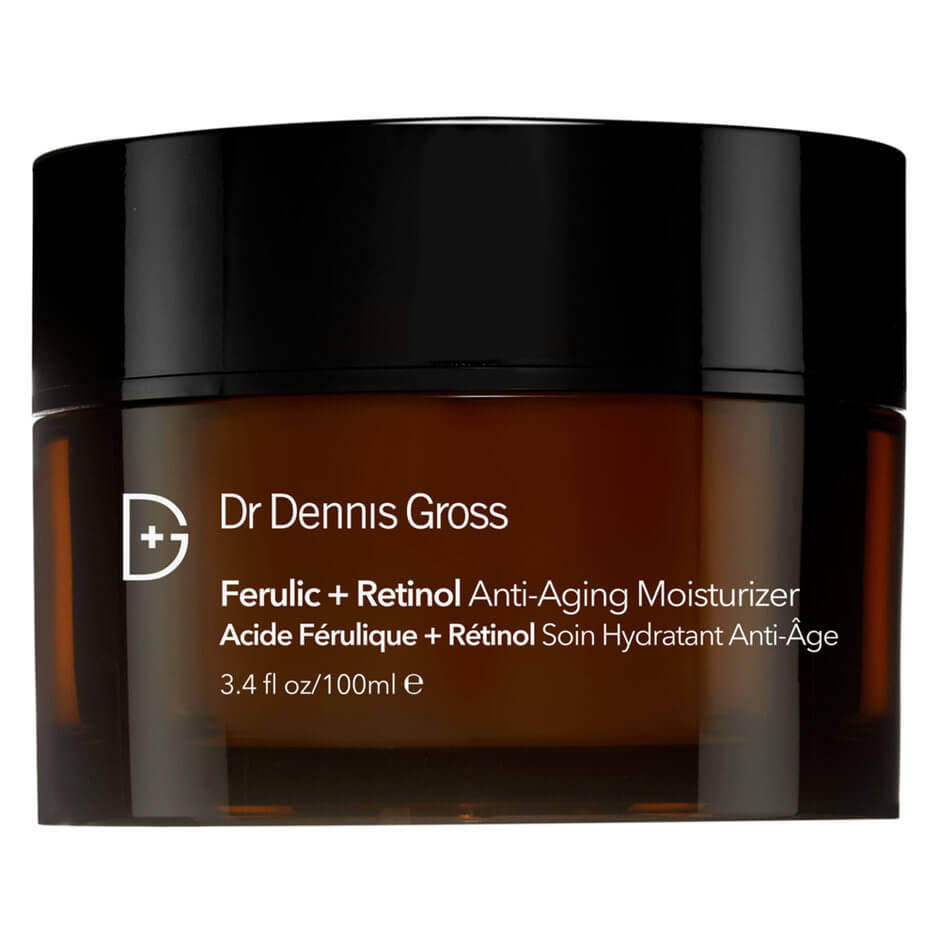 D+G
Dr Dennis Gross
Ferulic + Retinol Anti-Aging Moisturizer
Acide Férulique + Rétinol Soin Hydratant Anti-Âge
3.4 fl oz/100ml ℮